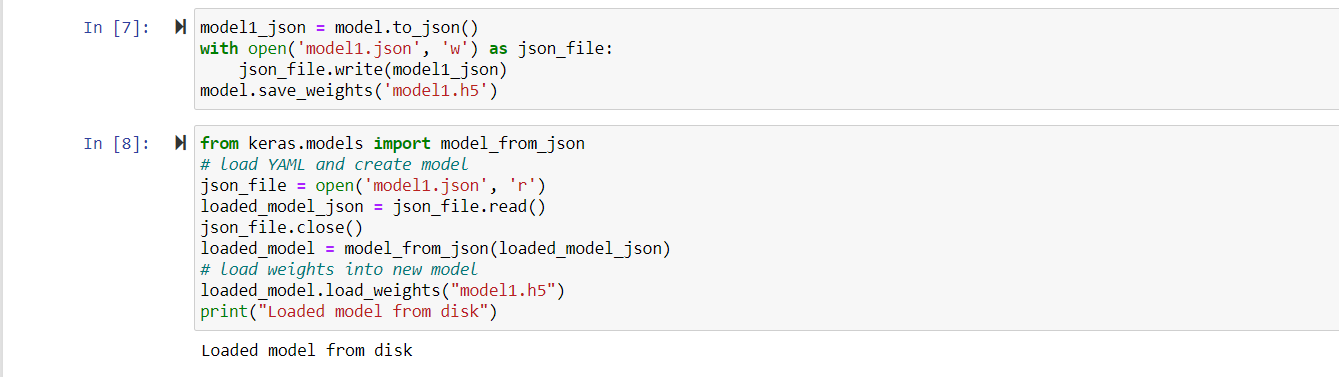 In [7]:
model1_json = model.to_json()
with open('model1.json', 'w') as json_file:
    json_file.write(model1_json)
model.save_weights('model1.h5')
In [8]:
from keras.models import model_from_json
# load YAML and create model
json_file = open('model1.json', 'r')
loaded_model_json = json_file.read()
json_file.close()
loaded_model = model_from_json(loaded_model_json)
# load weights into new model
loaded_model.load_weights("model1.h5")
print("Loaded model from disk")
Loaded model from disk